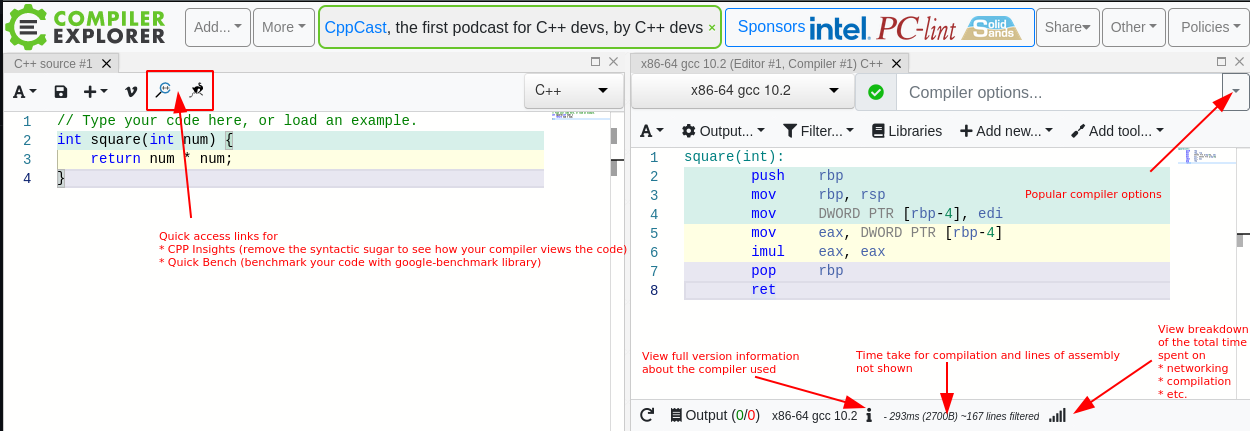 COMPILER
EXPLORER
Add...
More
CppCast, the first podcast for C++ devs, by C++ devs ×
Sponsors intel. PC-lint Solid Sands
Share
Other
Policies
C++ source #1 X
A
C++
1 // Type your code here, or load an example.
2 int square(int num) {
3 return num * num;
4 }
Quick access links for
* CPP Insights (remove the syntactic sugar to see how your compiler views the code)
* Quick Bench (benchmark your code with google-benchmark library)
x86-64 gcc 10.2 (Editor #1, Compiler #1) C++ X
x86-64 gcc 10.2
Compiler options...
A Output... Filter... Libraries + Add new... Add tool...
1 square(int):
2 push rbp
3 mov rbp, rsp
4 mov DWORD PTR [rbp-4], edi
5 mov eax, DWORD PTR [rbp-4]
6 imul eax, eax
7 pop rbp
8 ret
Popular compiler options
View full version information
about the compiler used
Time take for compilation and lines of assembly
not shown
View breakdown
of the total time
spent on
* networking
* compilation
* etc.
Output (0/0) x86-64 gcc 10.2 i - 293ms (2700B) ~167 lines filtered